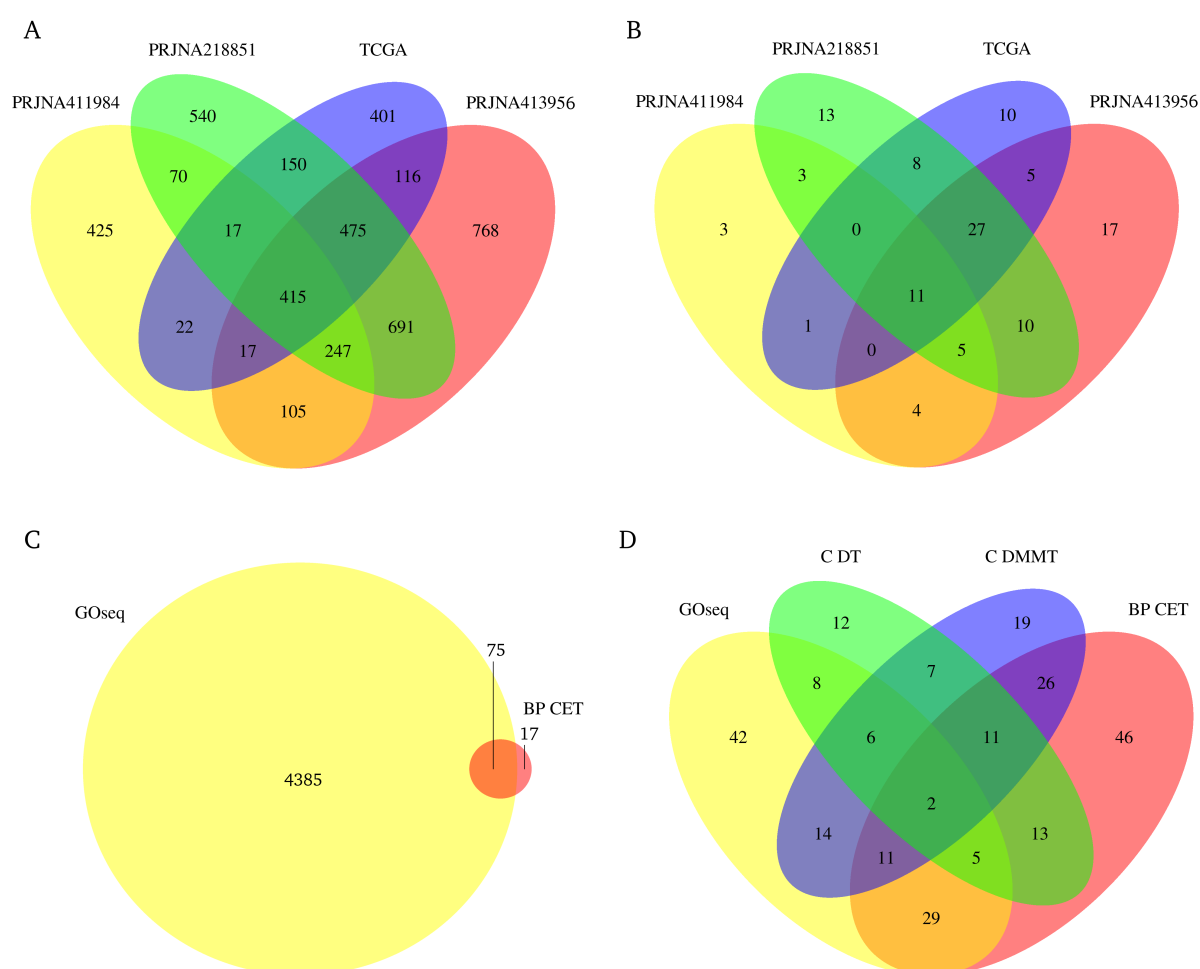 A
PRJNA218851
TCGA
PRJNA411984
PRJNA413956
540
401
150
70
116
425
17
475
768
415
22
691
17
247
105
B
PRJNA218851
TCGA
PRJNA411984
PRJNA413956
13
10
8
3
5
3
0
27
17
11
1
10
0
5
4
C
GOseq
75
BP CET
17
4385
D
C DT
C DMMT
GOseq
BP CET
12
19
7
8
26
42
6
11
46
2
14
13
11
5
29